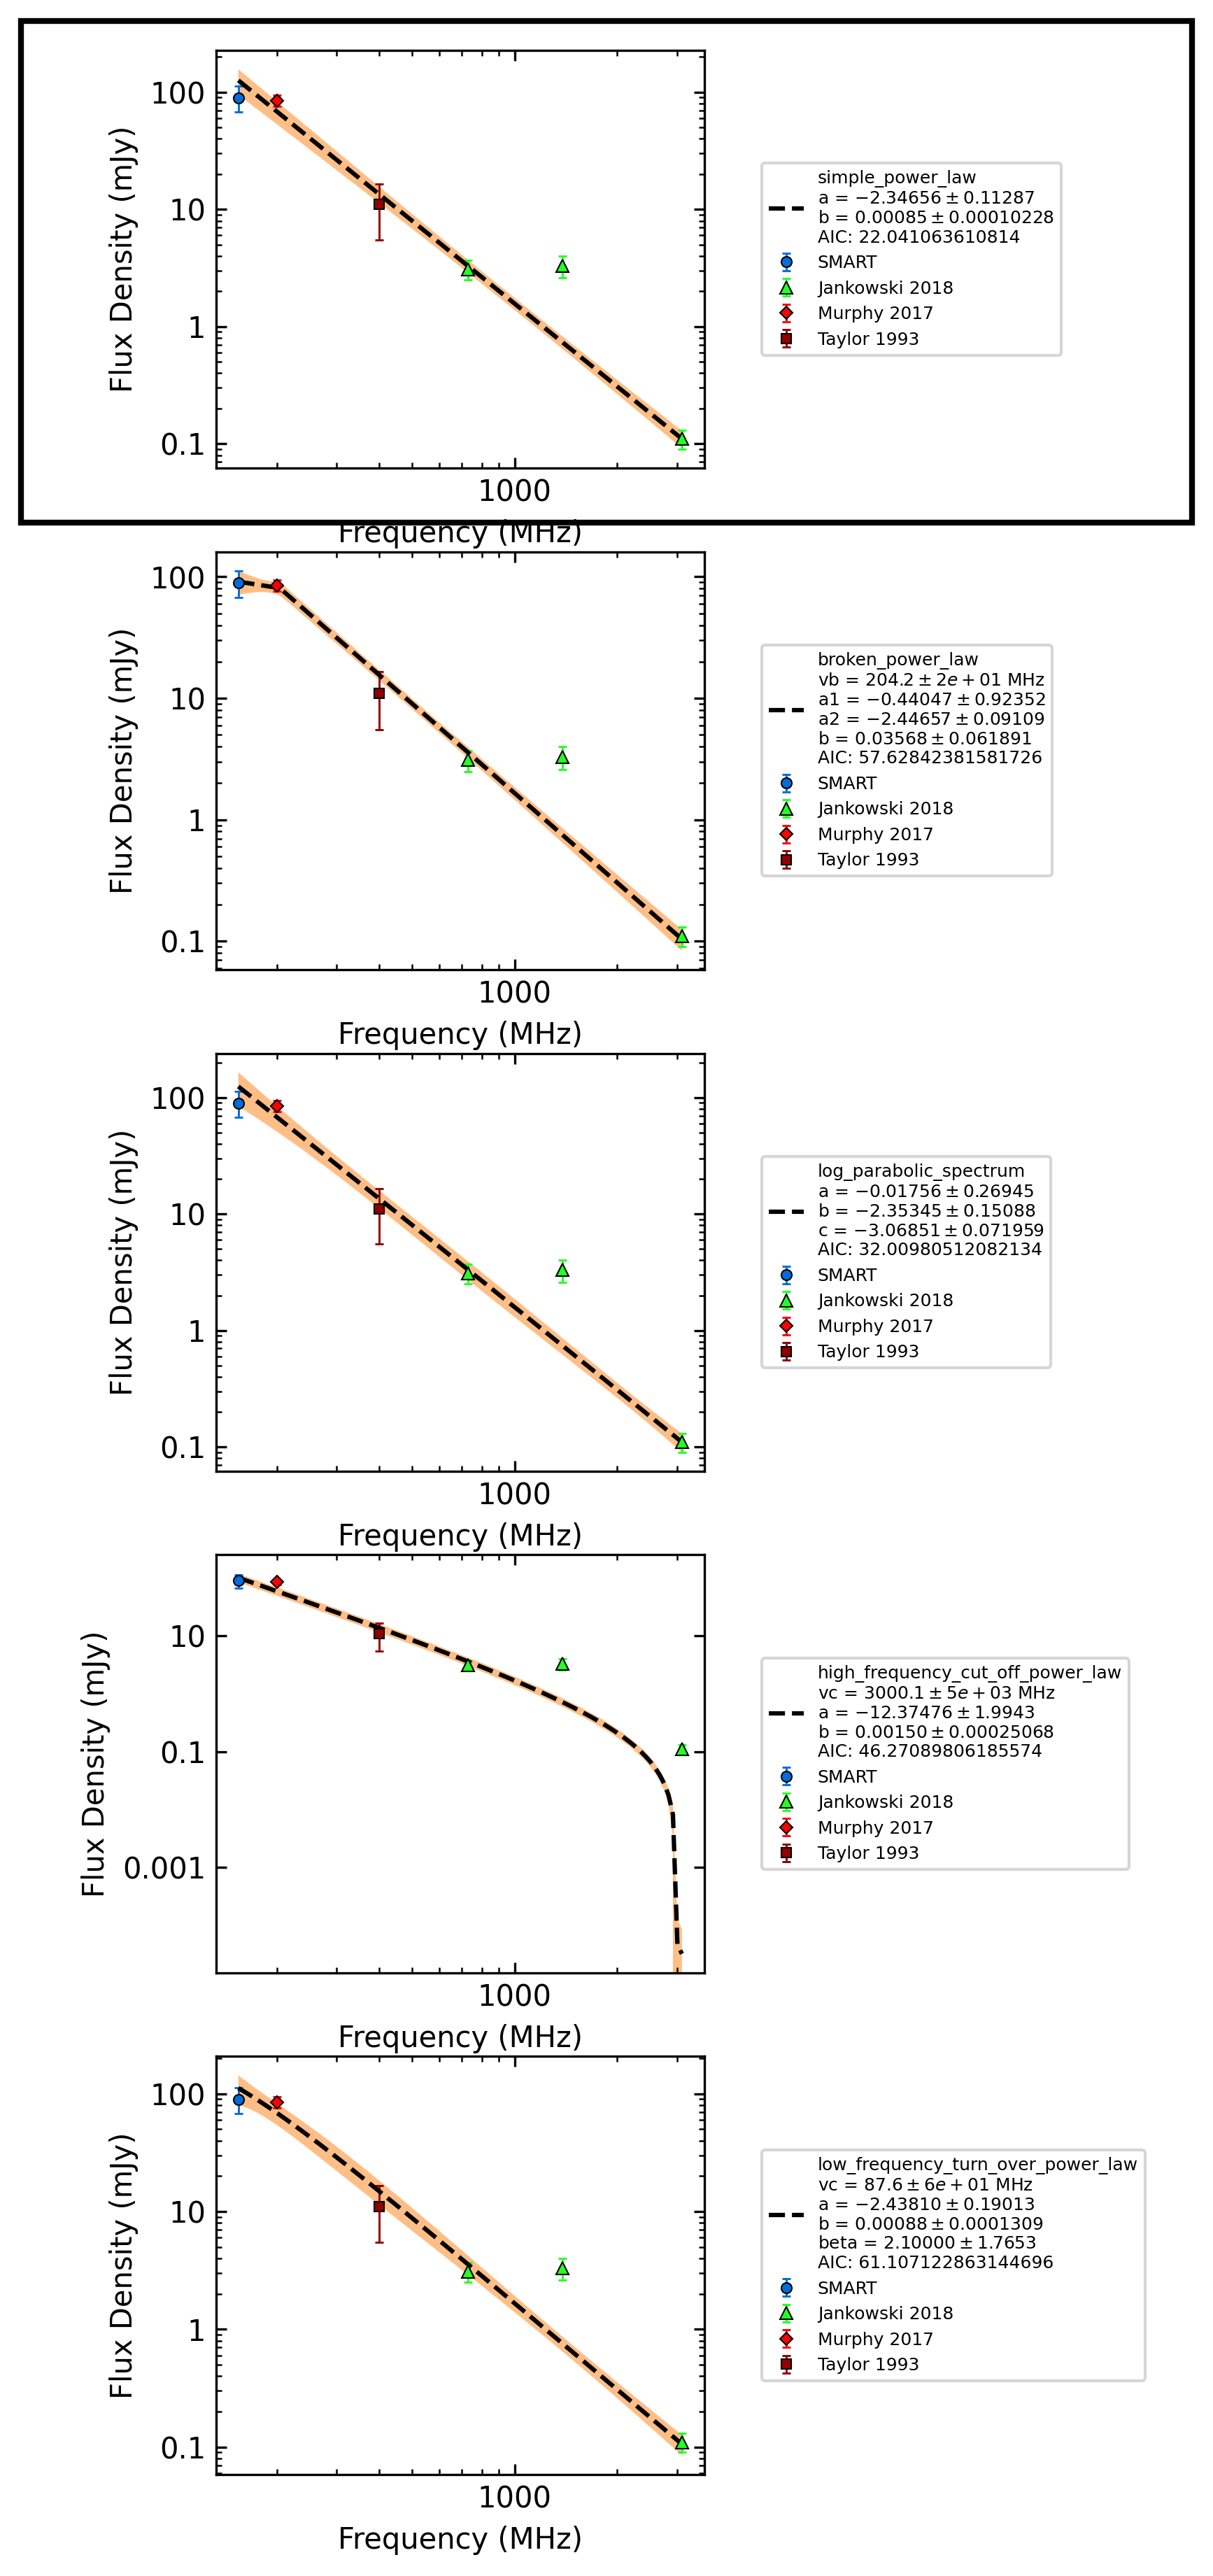 100
10
1
0.1
Flux Density (mJy)
1000
Frequency (MHz)
simple_power_law
a = −2.34656 ± 0.11287
b = 0.00085 ± 0.00010228
AIC: 22.041063610814
SMART
Jankowski 2018
Murphy 2017
Taylor 1993
100
10
1
0.1
Flux Density (mJy)
1000
Frequency (MHz)
broken_power_law
vb = 204.2 ± 2e + 01 MHz
a1 = −0.44047 ± 0.92352
a2 = −2.44657 ± 0.09109
b = 0.03568 ± 0.061891
AIC: 57.62842381581726
SMART
Jankowski 2018
Murphy 2017
Taylor 1993
100
10
1
0.1
Flux Density (mJy)
1000
Frequency (MHz)
log_parabolic_spectrum
a = −0.01756 ± 0.26945
b = −2.35345 ± 0.15088
c = −3.06851 ± 0.071959
AIC: 32.00980512082134
SMART
Jankowski 2018
Murphy 2017
Taylor 1993
10
0.1
0.001
Flux Density (mJy)
1000
Frequency (MHz)
high_frequency_cut_off_power_law
vc = 3000.1 ± 5e + 03 MHz
a = −12.37476 ± 1.9943
b = 0.00150 ± 0.00025068
AIC: 46.27089806185574
SMART
Jankowski 2018
Murphy 2017
Taylor 1993
100
10
1
0.1
Flux Density (mJy)
1000
Frequency (MHz)
low_frequency_turn_over_power_law
vc = 87.6 ± 6e + 01 MHz
a = −2.43810 ± 0.19013
b = 0.00088 ± 0.0001309
beta = 2.10000 ± 1.7653
AIC: 61.107122863144696
SMART
Jankowski 2018
Murphy 2017
Taylor 1993